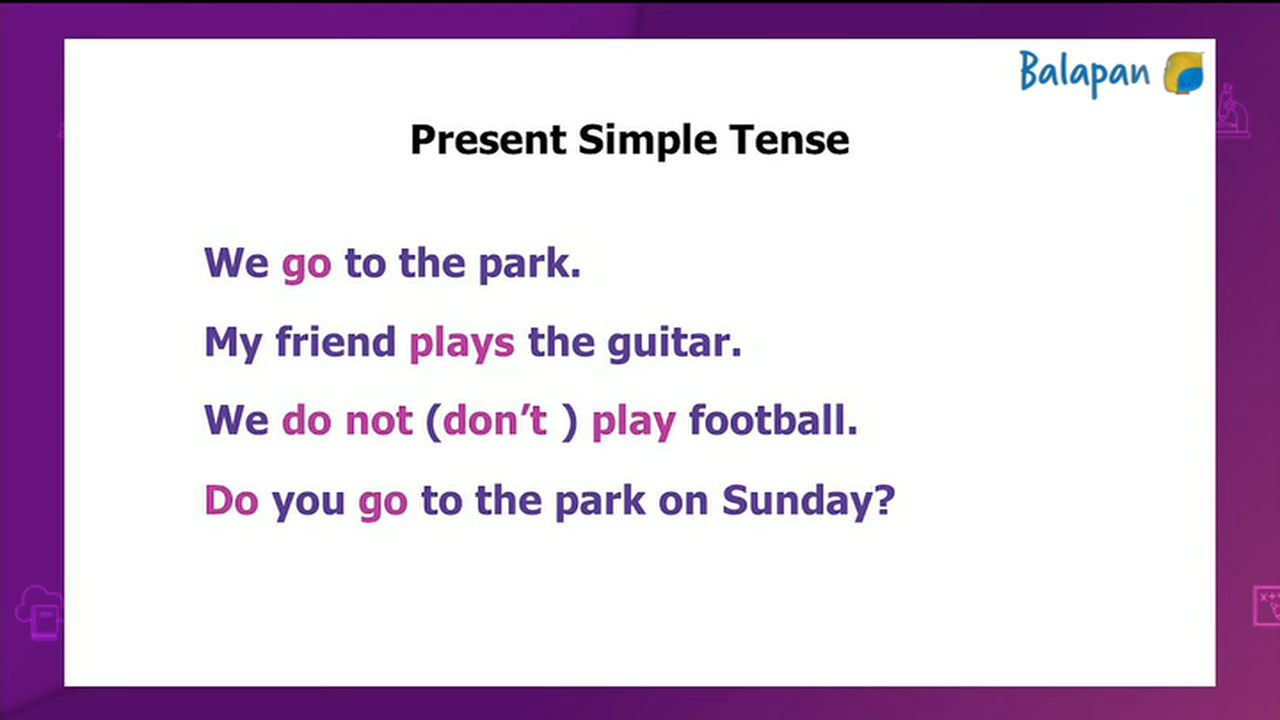 Balapan
Present Simple Tense
We go to the park.
My friend plays the guitar.
We do not (don’t ) play football.
Do you go to the park on Sunday?